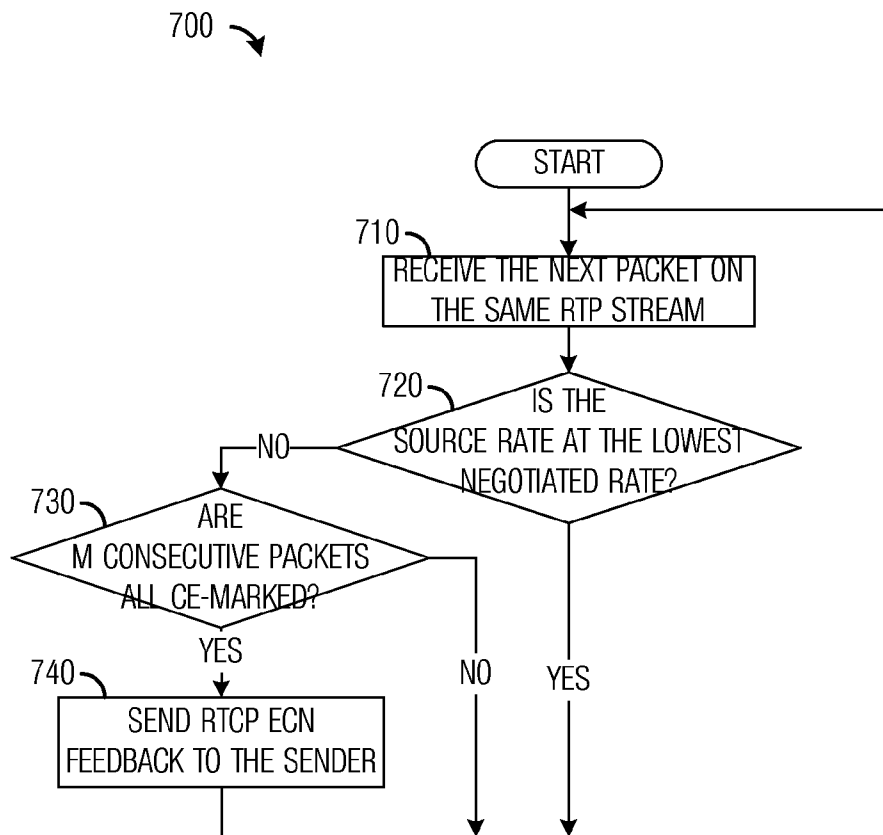 700
START
710
RECEIVE THE NEXT PACKET ON
THE SAME RTP STREAM
720
IS THE
SOURCE RATE AT THE LOWEST
NEGOTIATED RATE?
NO
730
ARE
M CONSECUTIVE PACKETS
ALL CE-MARKED?
YES
NO
YES
740
SEND RTCP ECN
FEEDBACK TO THE SENDER